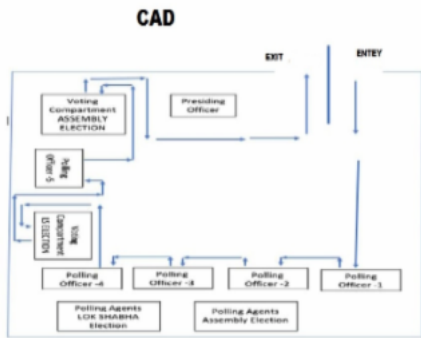 CAD
EXIT
ENTEY
Voting
Compartment
ASSEMBLY
ELECTION
Presiding
Officer
Polling
Officer -5
Voting
Compartment
LS ELECTION
Polling
Officer -4
Polling
Officer -3
Polling
Officer -2
Polling
Officer -1
Polling Agents
LOK SHABHA
Election
Polling Agents
Assembly Election